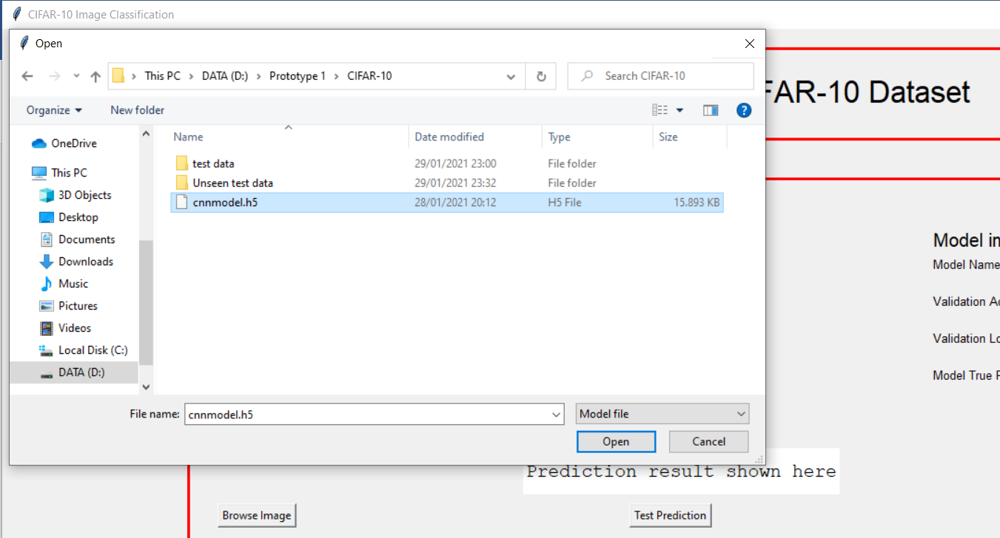 CIFAR-10 Image Classification
Open
This PC > DATA (D:) > Prototype 1 > CIFAR-10
Search CIFAR-10
FAR-10 Dataset
Organize
New folder
Name Date modified Type Size
OneDrive
This PC
3D Objects
Desktop
Documents
Downloads
Music
Pictures
Videos
Local Disk (C:)
DATA (D:)
test data 29/01/2021 23:00 File folder
Unseen test data 29/01/2021 23:32 File folder
cnnmodel.h5 28/01/2021 20:12 H5 File 15.893 KB
Model in
Model Name
Validation Ac
Validation Lo
Model True P
File name: cnnmodel.h5
Model file
Open Cancel
Prediction result shown here
Browse Image
Test Prediction